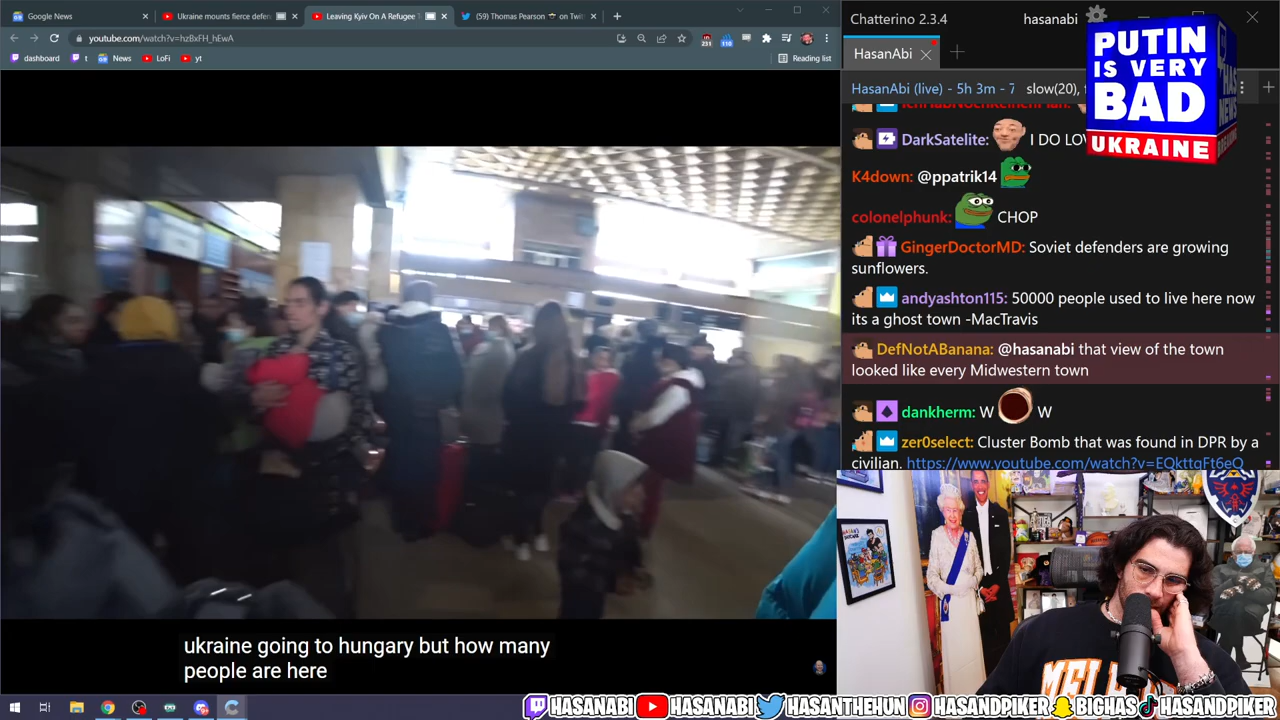 Google News
Ukraine mounts fierce defen
Leaving Kyiv On A Refugee T
(59) Thomas Pearson
on Twit
youtube.com/watch?v=hzBxFH_hEwA
231
110
dashboard
t
News
LoFi
yt
Reading list
ukraine going to hungary but how many
people are here
Chatterino 2.3.4
hasanabi
HasanAbi
HasanAbi (live) - 5h 3m - 7
slow(20), f
PUTIN
IS VERY
BAD
UKRAINE
DarkSatelite: I DO LOV
K4down: @ppatrik14
colonelphunk: CHOP
GingerDoctorMD: Soviet defenders are growing
sunflowers.
andyashton115: 50000 people used to live here now
its a ghost town -MacTravis
DefNotABanana: @hasanabi that view of the town
looked like every Midwestern town
dankherm: W W
zer0select: Cluster Bomb that was found in DPR by a
civilian. https://www.youtube.com/watch?v=EQkttqFt6eQ
HASANABI
HASANABI
HASANTHEHUN
HASANDPIKER
BIGHAS
HASANDPIKER